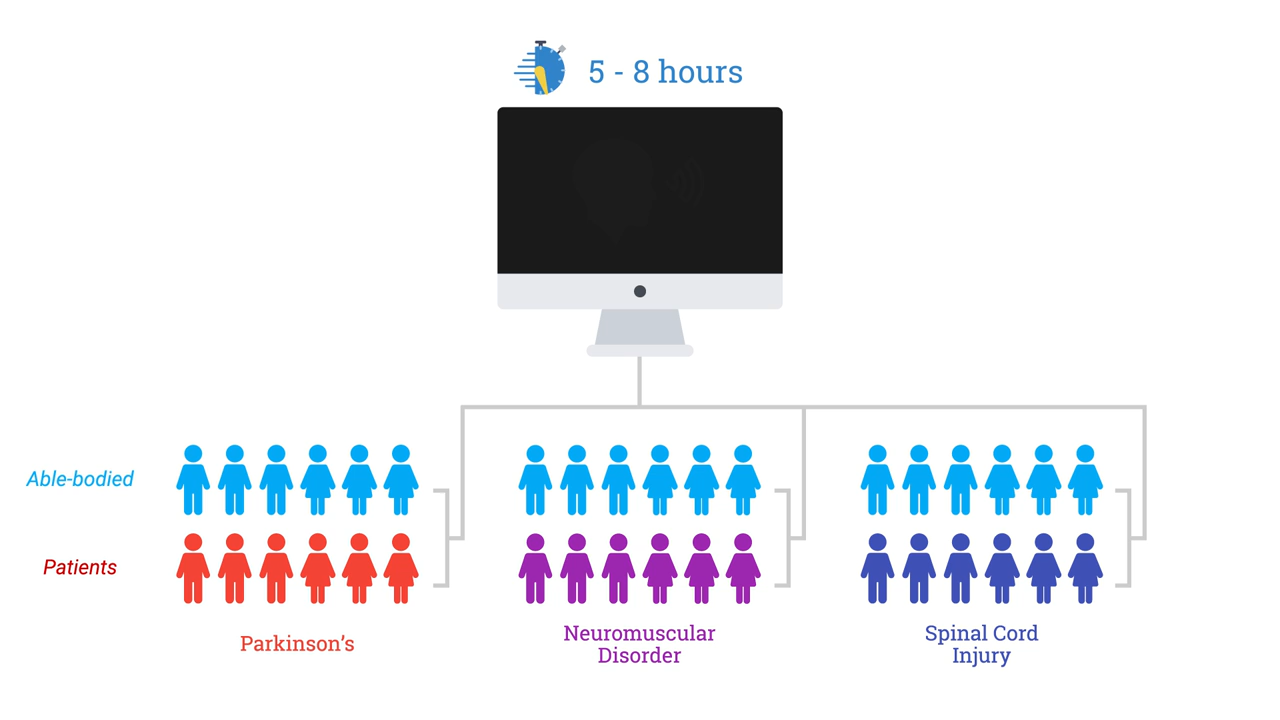 5 - 8 hours
Able-bodied
Patients
Parkinson’s
Neuromuscular
Disorder
Spinal Cord
Injury